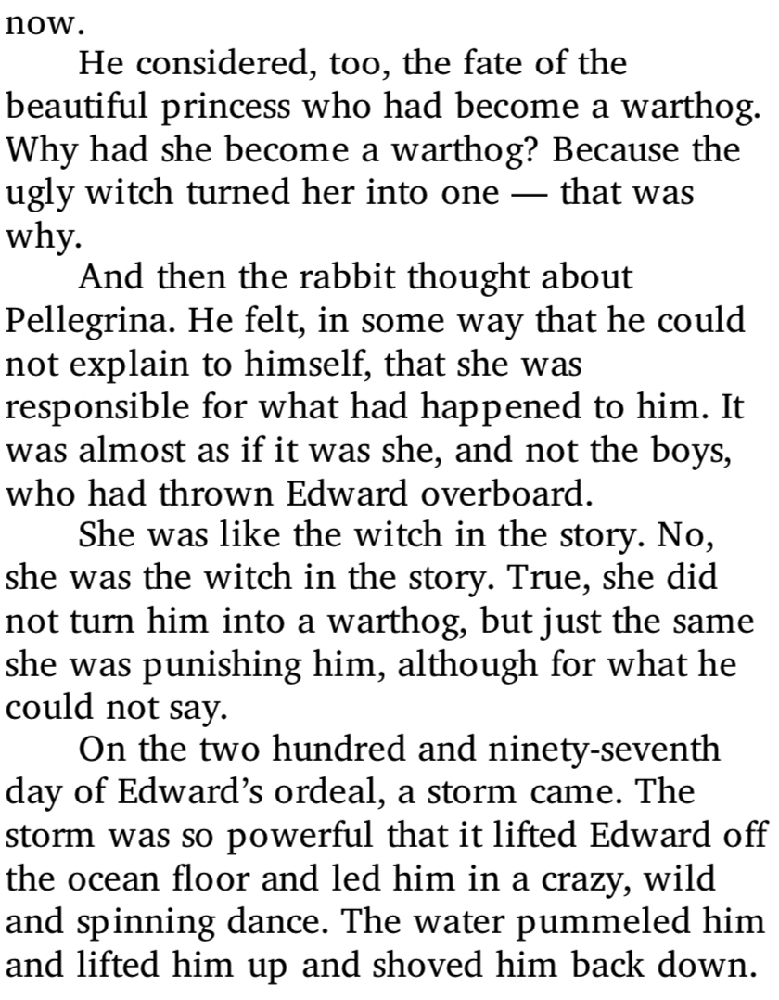 now.
He considered, too, the fate of the
beautiful princess who had become a warthog.
Why had she become a warthog? Because the
ugly witch turned her into one — that was
why.
And then the rabbit thought about
Pellegrina. He felt, in some way that he could
not explain to himself, that she was
responsible for what had happened to him. It
was almost as if it was she, and not the boys,
who had thrown Edward overboard.
She was like the witch in the story. No,
she was the witch in the story. True, she did
not turn him into a warthog, but just the same
she was punishing him, although for what he
could not say.
On the two hundred and ninety-seventh
day of Edward’s ordeal, a storm came. The
storm was so powerful that it lifted Edward off
the ocean floor and led him in a crazy, wild
and spinning dance. The water pummeled him
and lifted him up and shoved him back down.